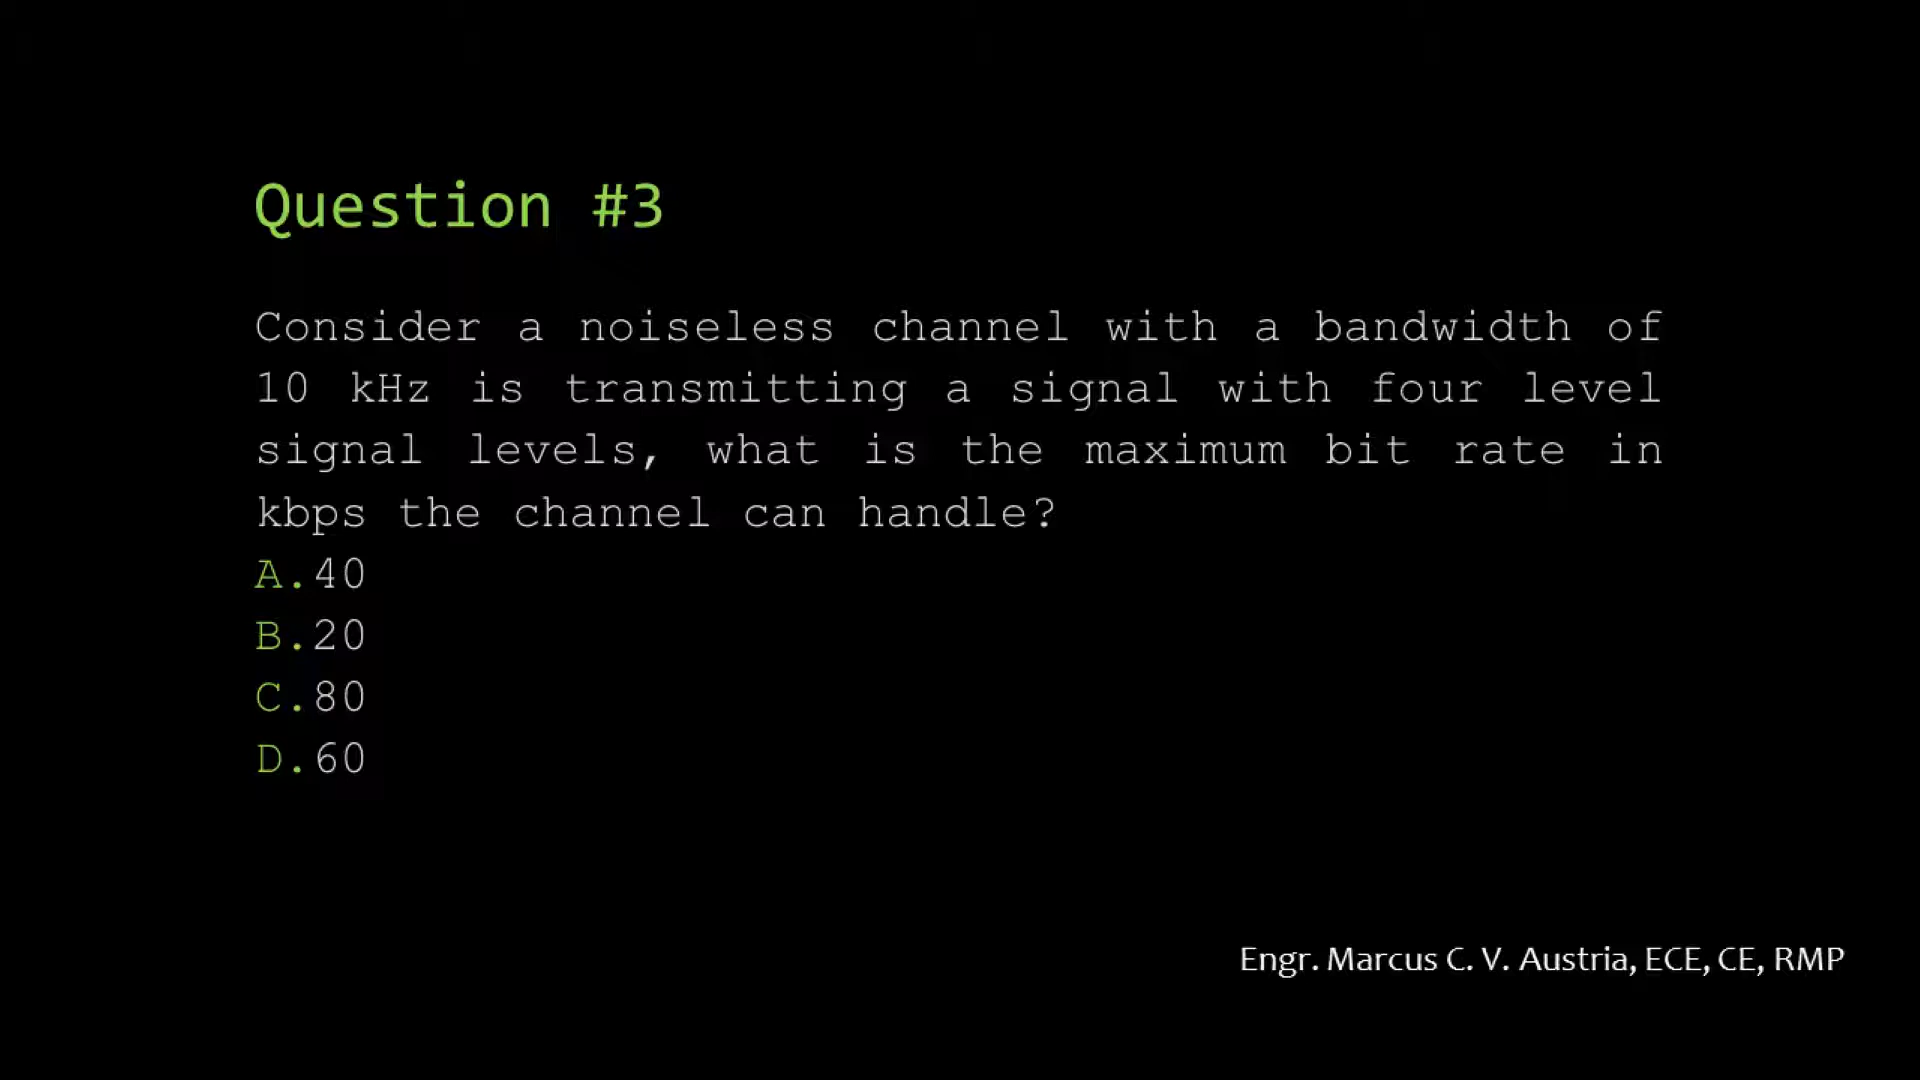 Question #3
Consider a noiseless channel with a bandwidth of
10 kHz is transmitting a signal with four level
signal levels, what is the maximum bit rate in
kbps the channel can handle?
A.40
B.20
C.80
D.60
Engr. Marcus C. V. Austria, ECE, CE, RMP